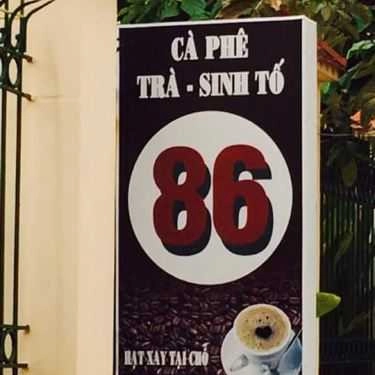 CÀ PHÊ
TRÀ - SINH TỐ
86
HẠT XAY TẠI CHỖ